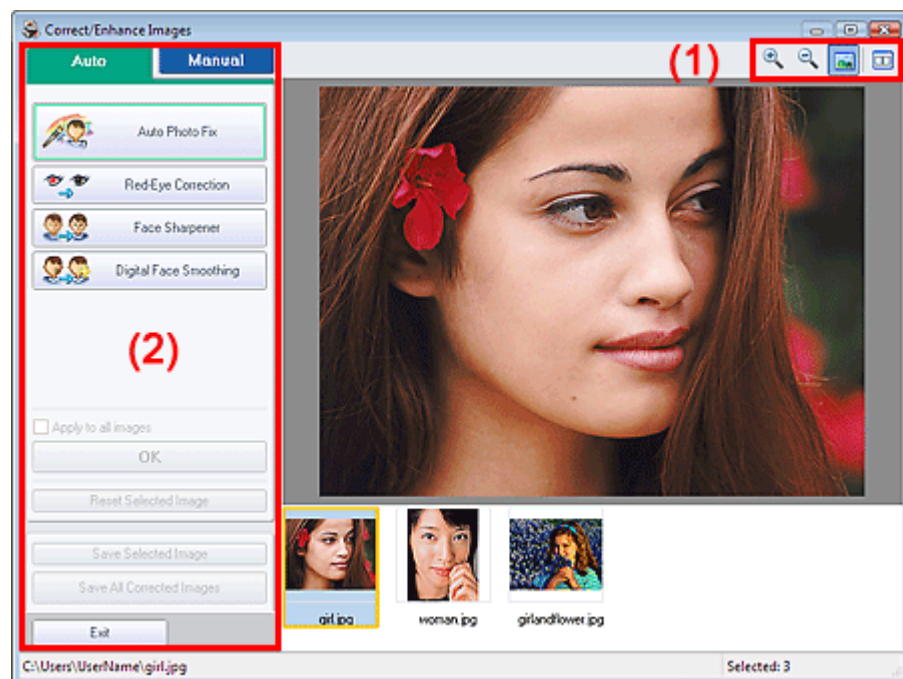 Correct/Enhance Images
Auto Manual
(1)
Auto Photo Fix
Red-Eye Correction
Face Sharpener
Digital Face Smoothing
(2)
Apply to all images
OK
Reset Selected Image
Save Selected Image
Save All Corrected Images
Exit
girl.jpg woman.jpg girlandflower.jpg
C:\Users\UserName\girl.jpg Selected: 3